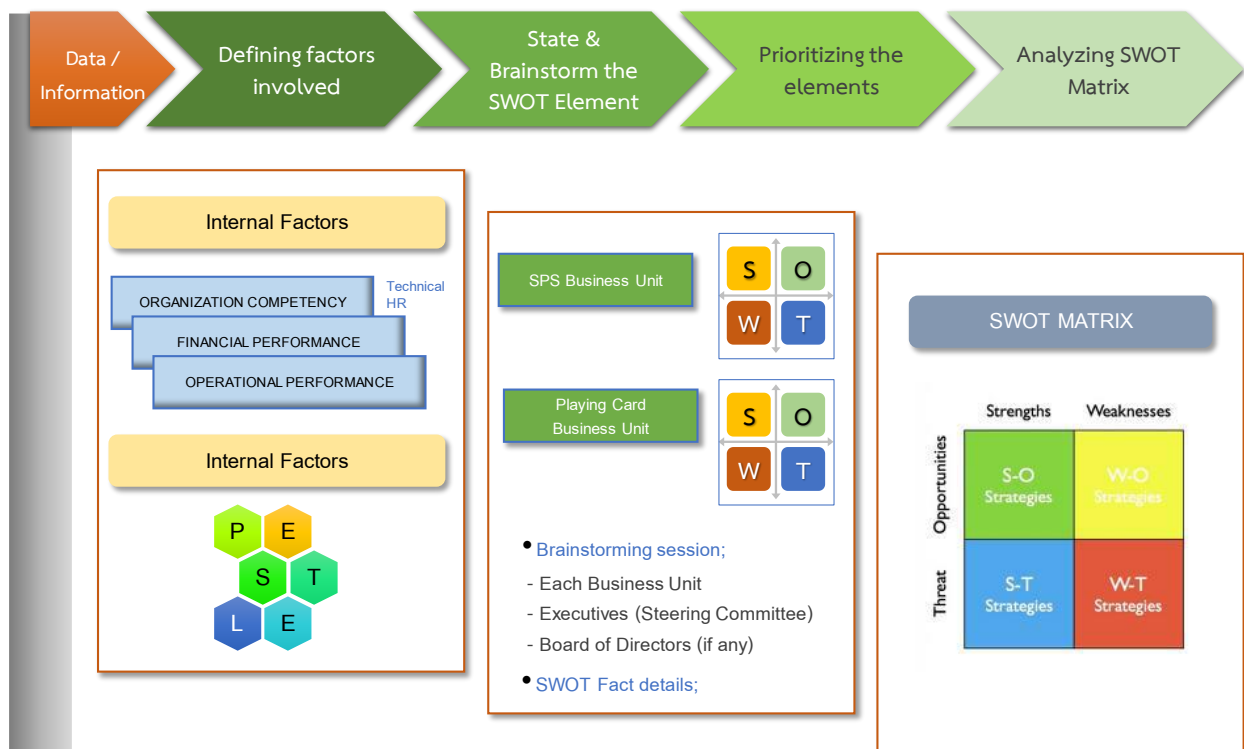 Data /
Information
Defining factors
involved
State &
Brainstorm the
SWOT Element
Prioritizing the
elements
Analyzing SWOT
Matrix
Internal Factors
ORGANIZATION COMPETENCY
Technical
HR
FINANCIAL PERFORMANCE
OPERATIONAL PERFORMANCE
Internal Factors
P E
S T
L E
SPS Business Unit
S O
W T
Playing Card
Business Unit
S O
W T
• Brainstorming session;
- Each Business Unit
- Executives (Steering Committee)
- Board of Directors (if any)
• SWOT Fact details;
SWOT MATRIX
Strengths Weaknesses
Opportunities
S-O
Strategies
W-O
Strategies
Threat
S-T
Strategies
W-T
Strategies